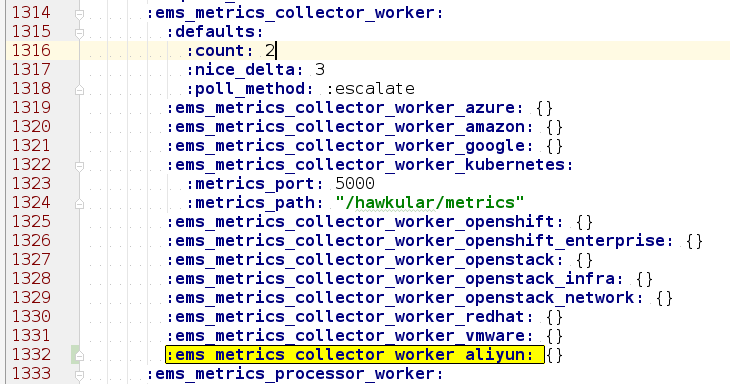 1314 :ems_metrics_collector_worker:
1315 :defaults:
1316 :count: 2
1317 :nice_delta: 3
1318 :poll_method: :escalate
1319 :ems_metrics_collector_worker_azure: {}
1320 :ems_metrics_collector_worker_amazon: {}
1321 :ems_metrics_collector_worker_google: {}
1322 :ems_metrics_collector_worker_kubernetes:
1323 :metrics_port: 5000
1324 :metrics_path: "/hawkular/metrics"
1325 :ems_metrics_collector_worker_openshift: {}
1326 :ems_metrics_collector_worker_openshift_enterprise: {}
1327 :ems_metrics_collector_worker_openstack: {}
1328 :ems_metrics_collector_worker_openstack_infra: {}
1329 :ems_metrics_collector_worker_openstack_network: {}
1330 :ems_metrics_collector_worker_redhat: {}
1331 :ems_metrics_collector_worker_vmware: {}
1332 :ems_metrics_collector_worker_aliyun: {}
1333 :ems_metrics_processor_worker: